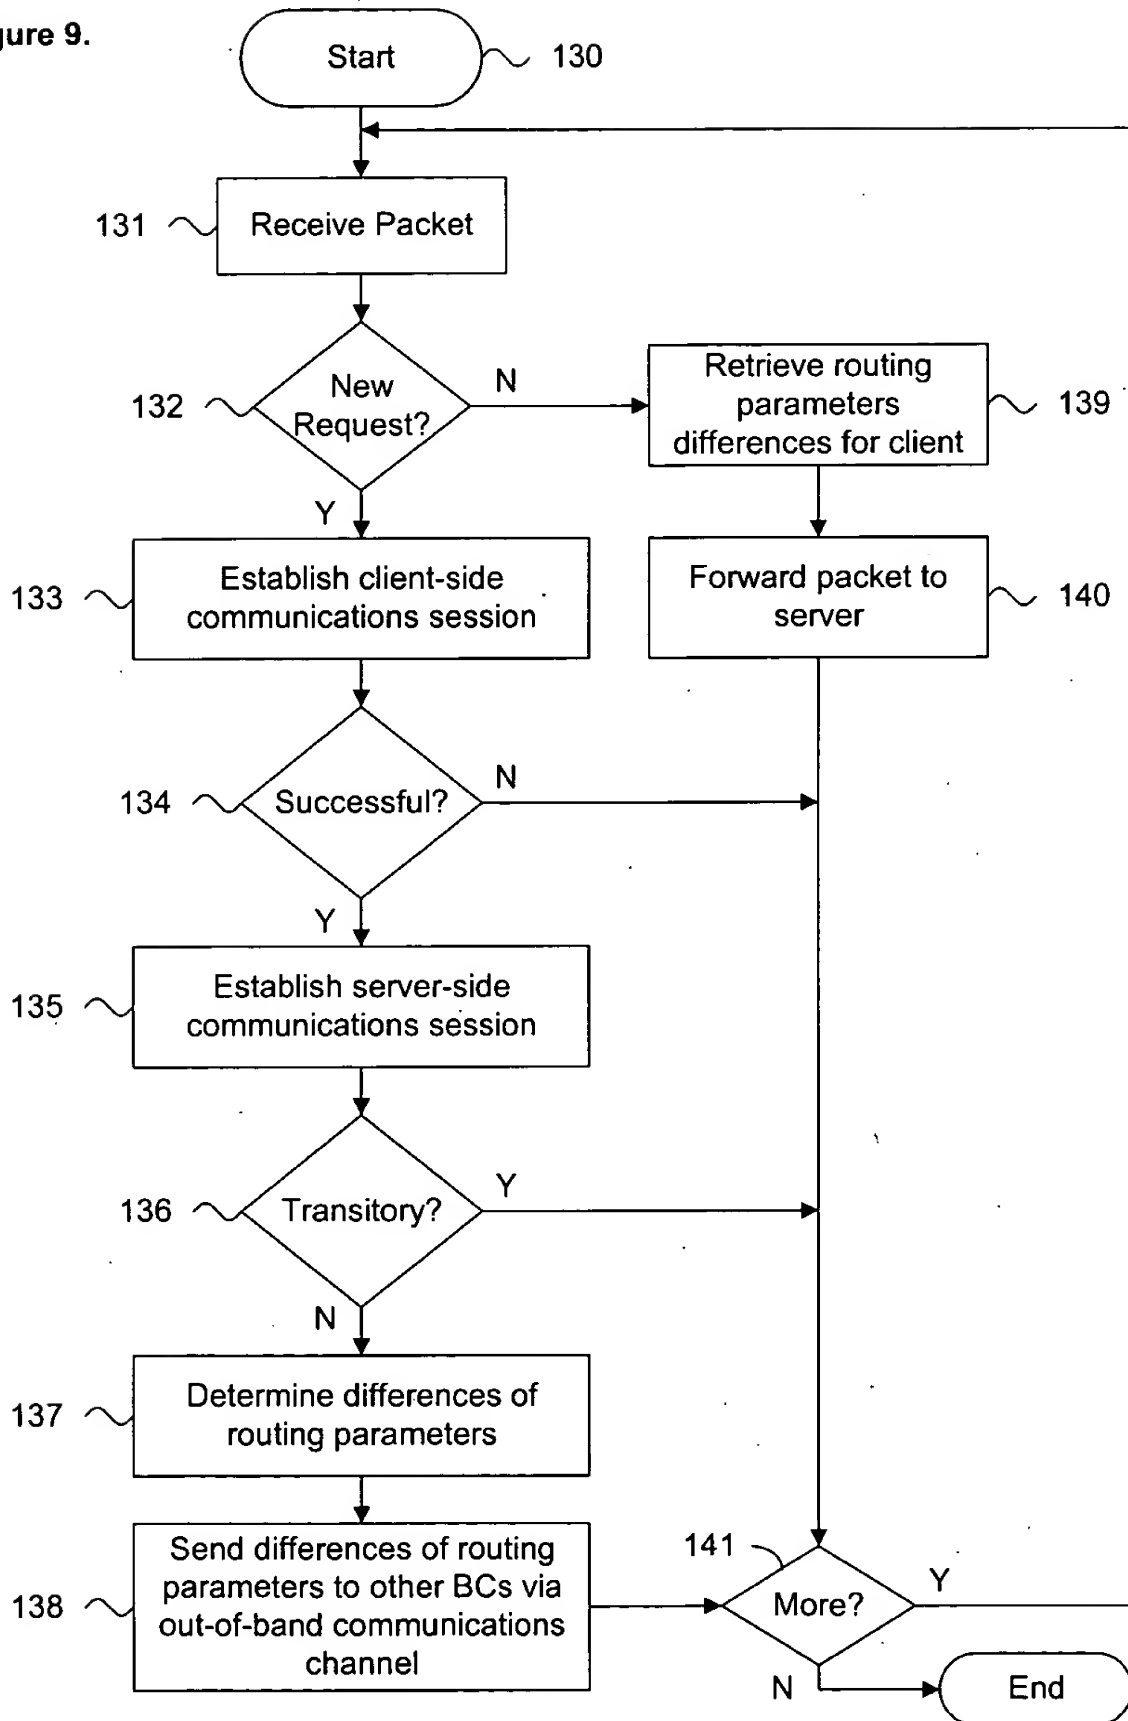 gure 9.
Start
130
131
Receive Packet
132
New
Request?
N
Retrieve routing
parameters
differences for client
139
Y
133
Establish client-side
communications session
Forward packet to
server
140
134
Successful?
N
Y
135
Establish server-side
communications session
136
Transitory?
Y
N
137
Determine differences of
routing parameters
138
Send differences of routing
parameters to other BCs via
out-of-band communications
channel
141
More?
Y
N
End